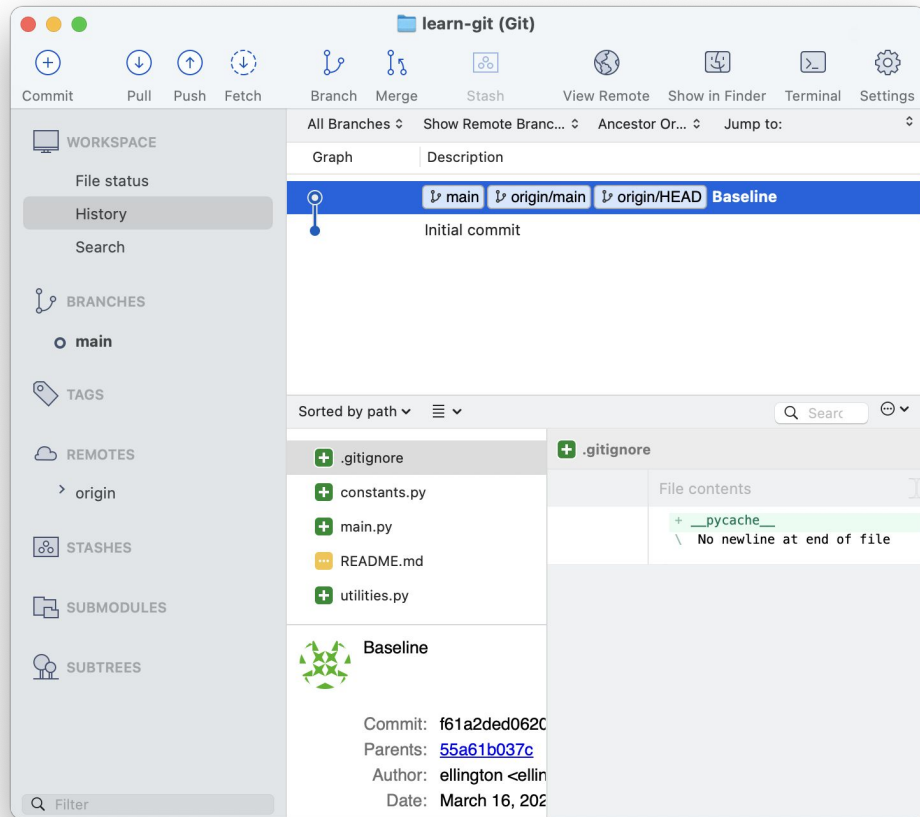 learn-git (Git)
Commit Pull Push Fetch Branch Merge Stash View Remote Show in Finder Terminal Settings
WORKSPACE
File status
History
Search
BRANCHES
main
TAGS
REMOTES
origin
STASHES
SUBMODULES
SUBTREES
Filter
All Branches Show Remote Branc... Ancestor Or... Jump to:
Graph Description
main origin/main origin/HEAD Baseline
Initial commit
Sorted by path Searc
.gitignore
constants.py
main.py
README.md
utilities.py
Baseline
Commit: f61a2ded0620
Parents: 55a61b037c
Author: ellington <ellin
Date: March 16, 202
.gitignore
File contents
+ __pycache__
\ No newline at end of file